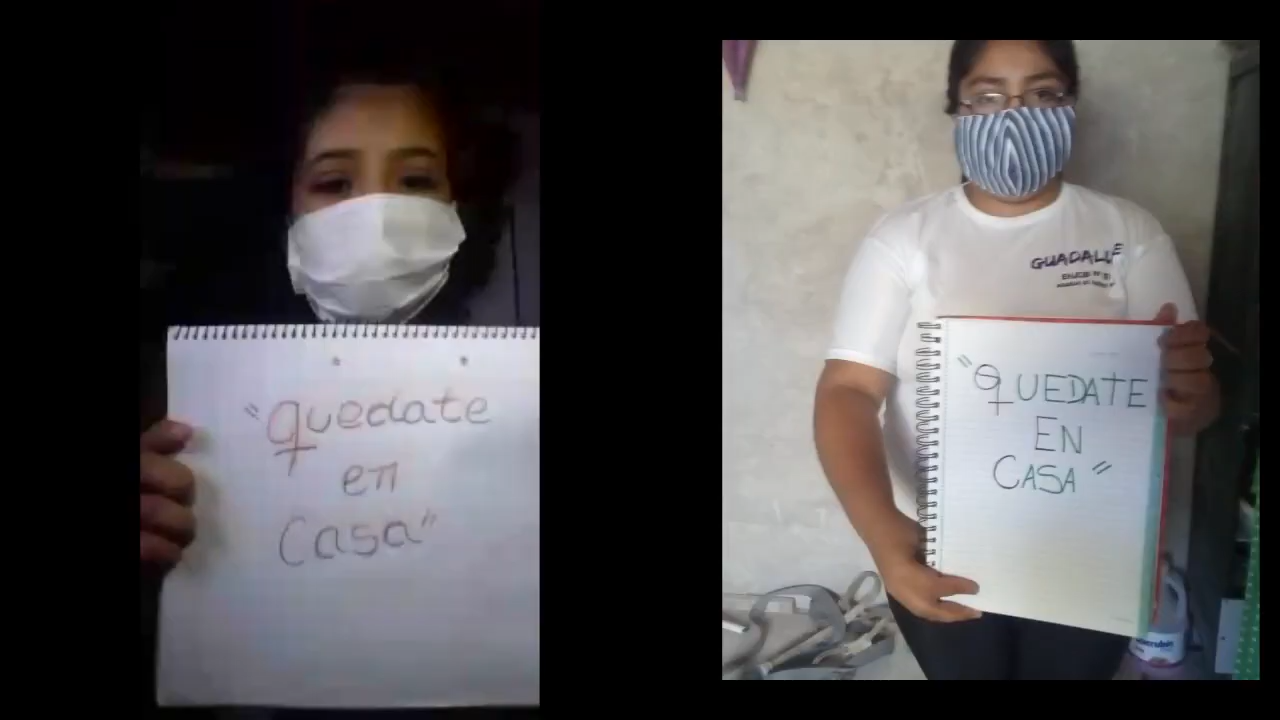 "quedate
en
Casa"
GUADALUPE
"QUEDATE
EN
CASA"